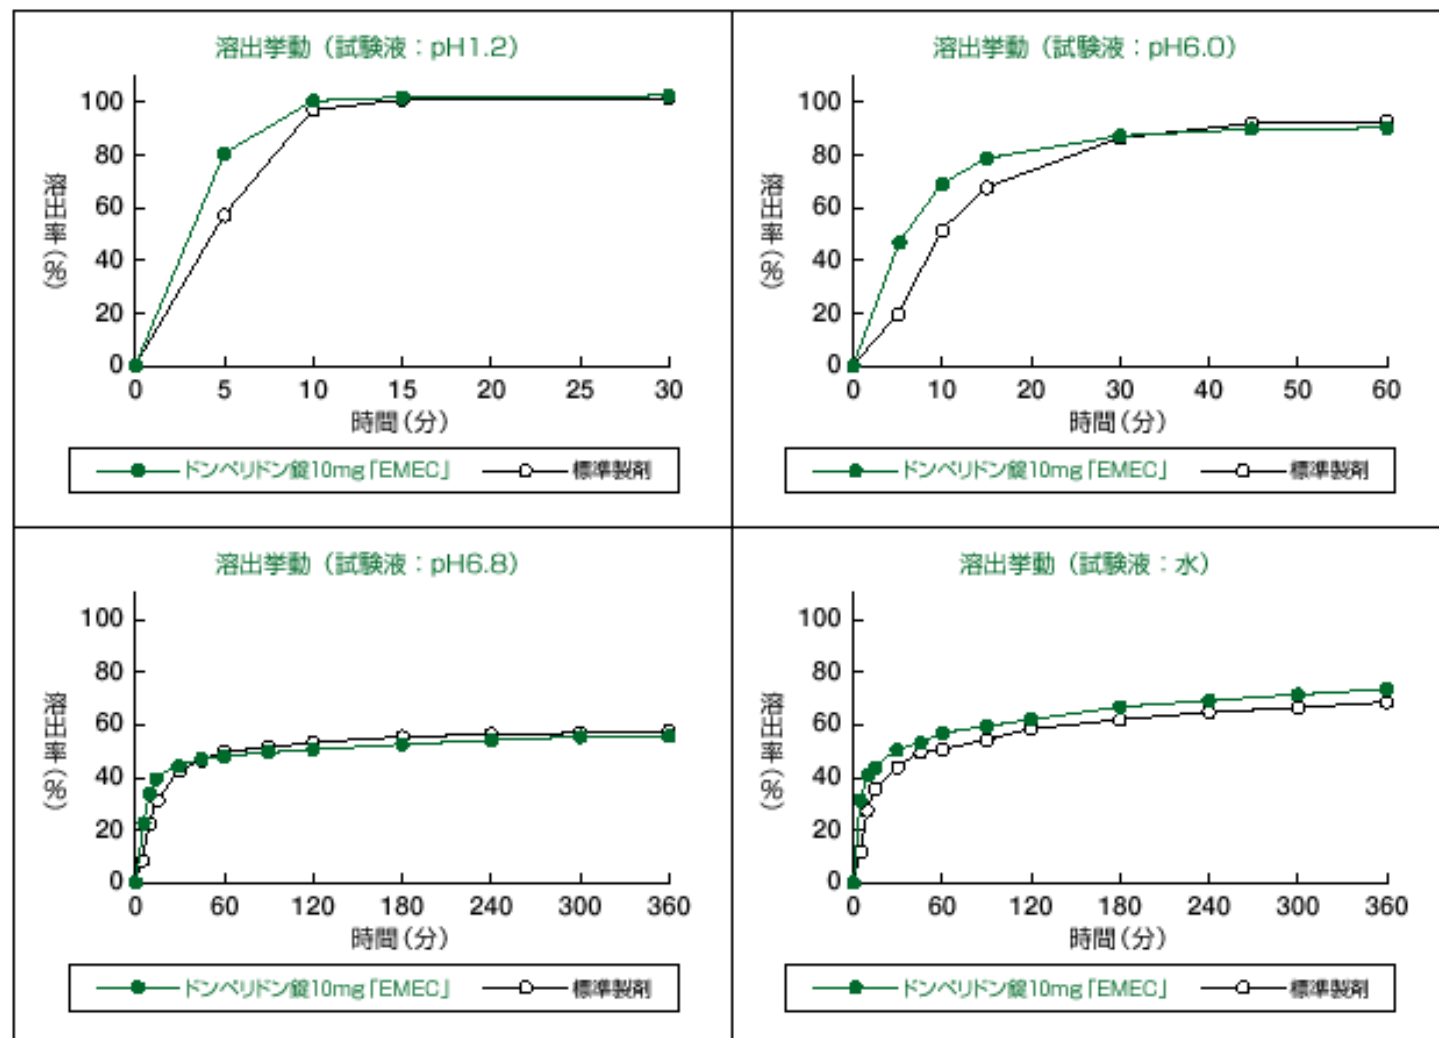 溶出挙動（試験液：pH1.2）
100
80
60
40
20
0
溶出率(%)
0 5 10 15 20 25 30
時間(分)
ドンペリドン錠10mg「EMEC」 標準製剤
溶出挙動（試験液：pH6.0）
100
80
60
40
20
0
溶出率(%)
0 10 20 30 40 50 60
時間(分)
ドンペリドン錠10mg「EMEC」 標準製剤
溶出挙動（試験液：pH6.8）
100
80
60
40
20
0
溶出率(%)
0 60 120 180 240 300 360
時間(分)
ドンペリドン錠10mg「EMEC」 標準製剤
溶出挙動（試験液：水）
100
80
60
40
20
0
溶出率(%)
0 60 120 180 240 300 360
時間(分)
ドンペリドン錠10mg「EMEC」 標準製剤